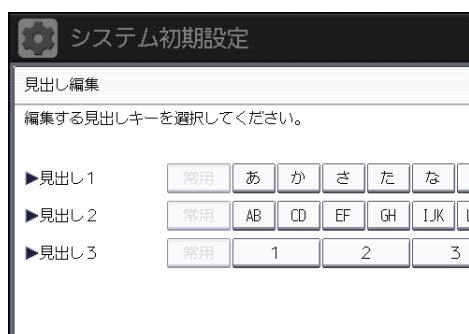 システム初期設定
見出し編集
編集する見出しキーを選択してください。
▶見出し1 常用 あ か さ た な
▶見出し2 常用 AB CD EF GH IJK
▶見出し3 常用 1 2 3